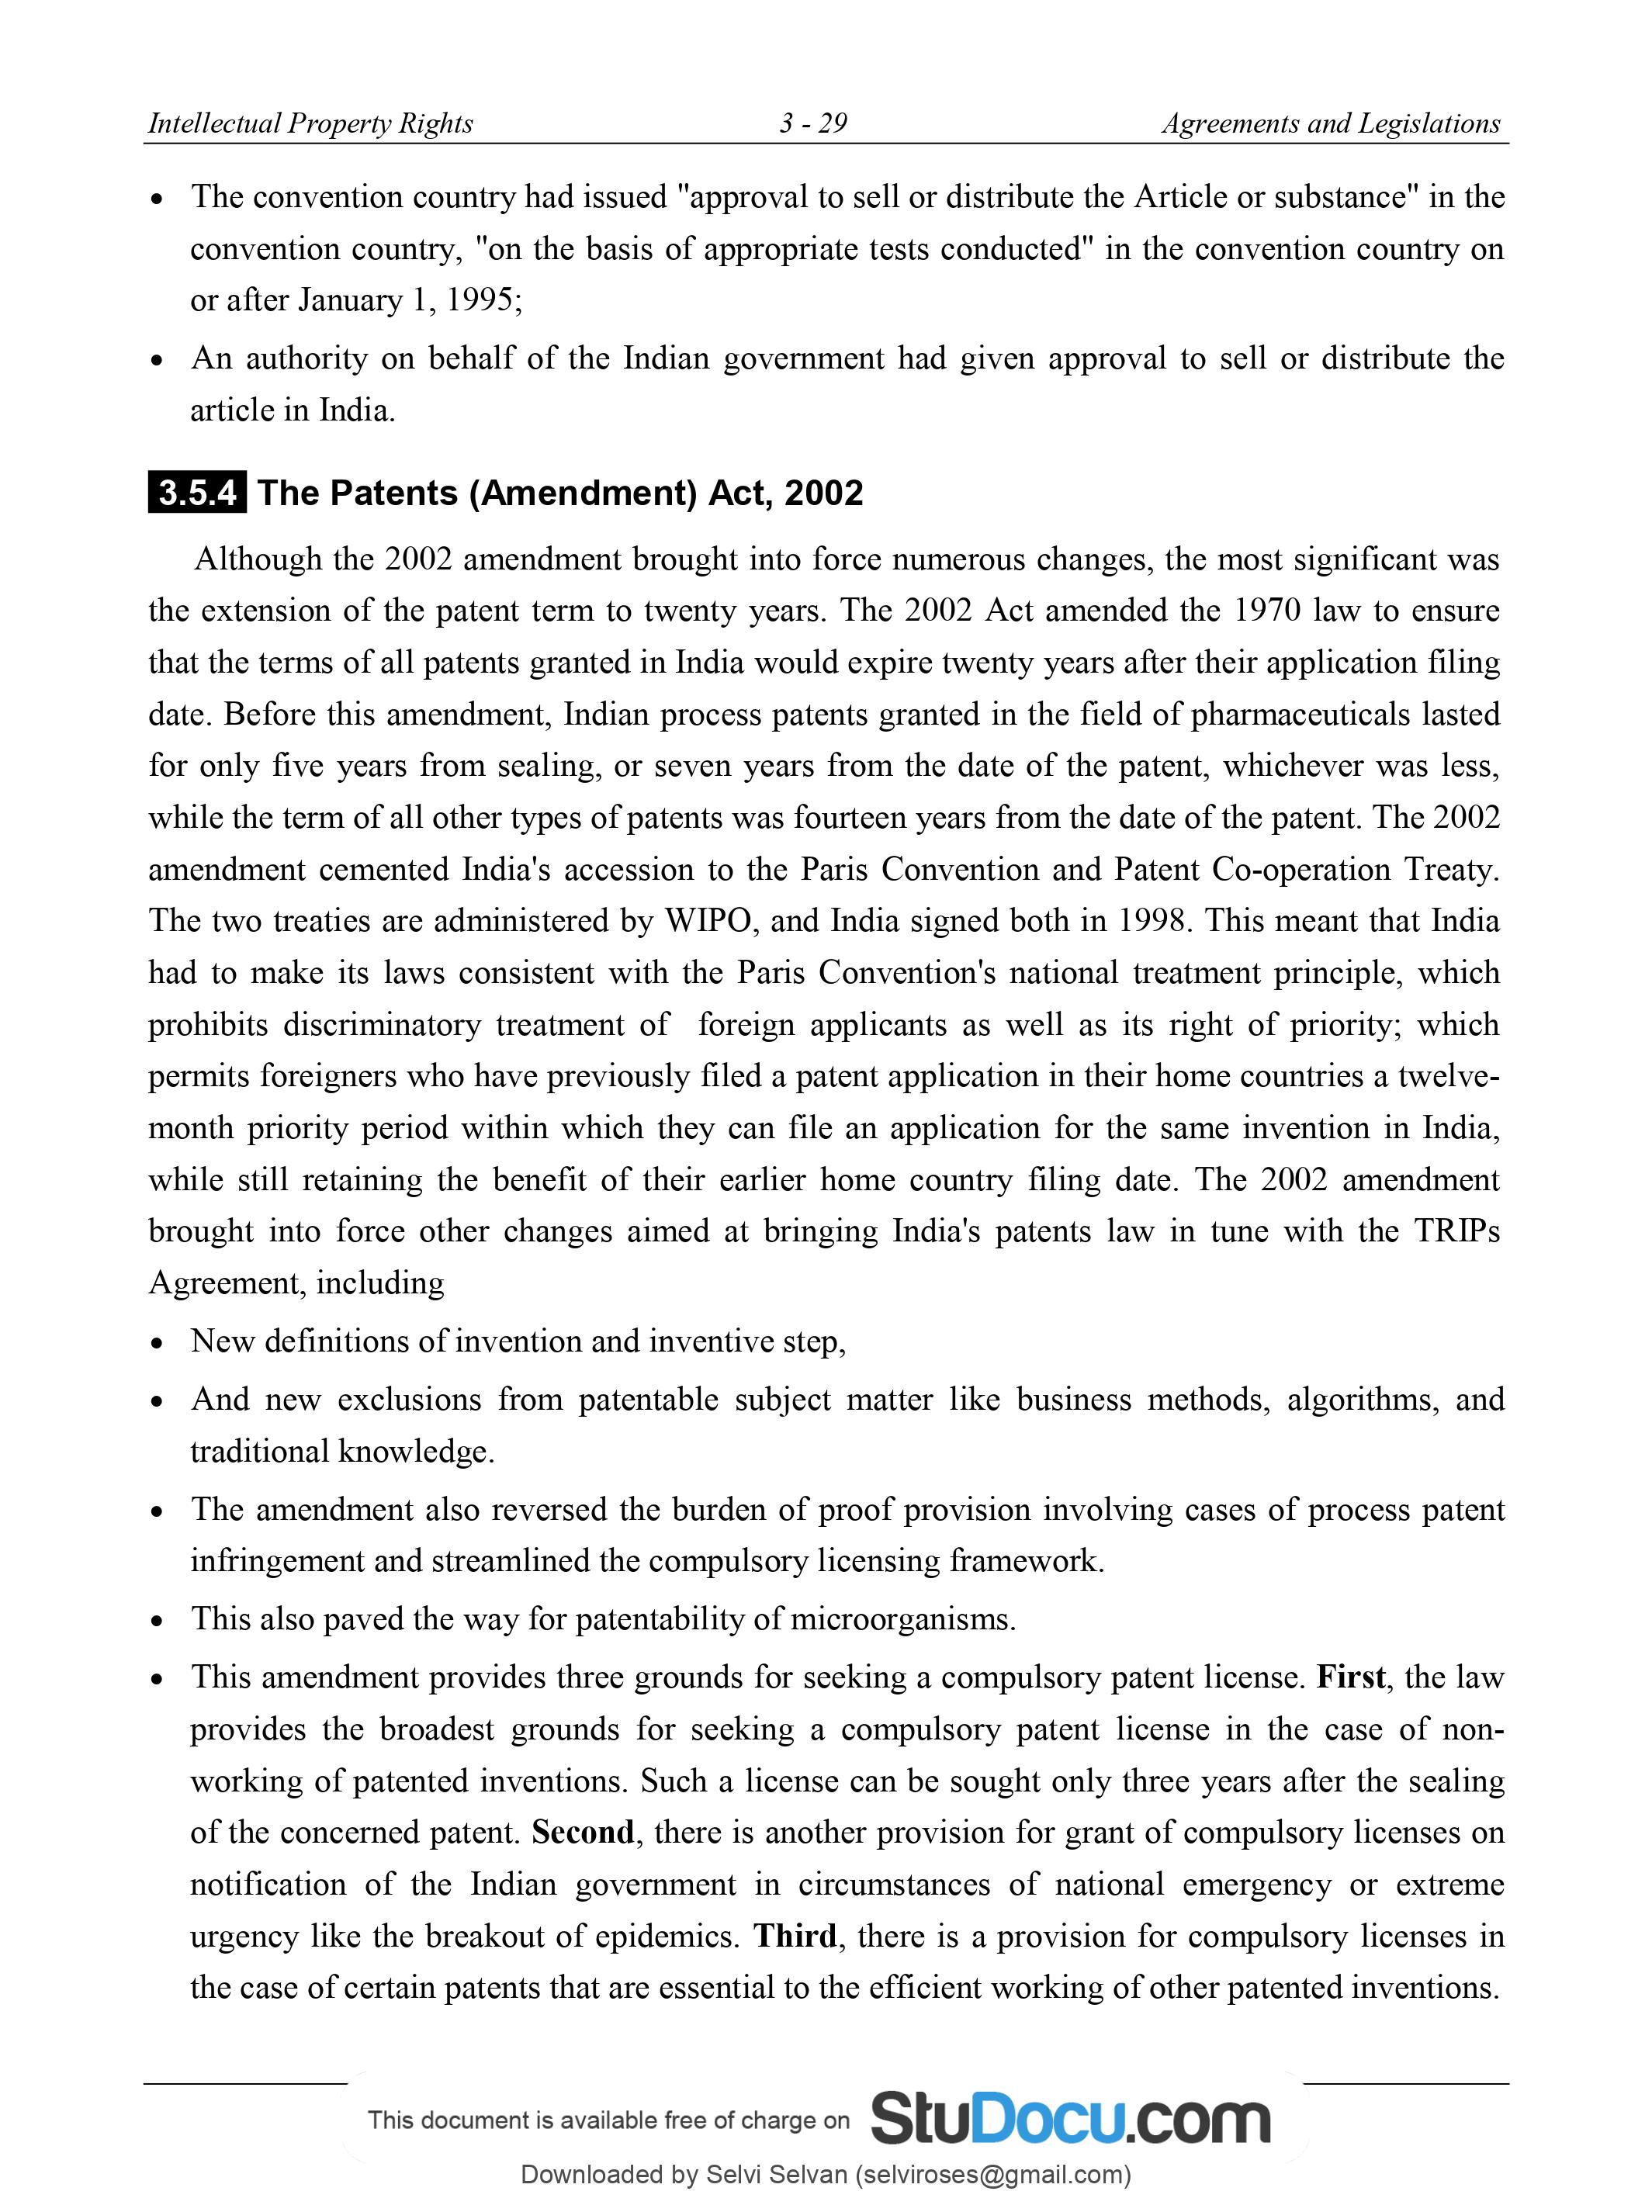 Intellectual Property Rights 3 - 29 Agreements and Legislations
• The convention country had issued "approval to sell or distribute the Article or substance" in the
convention country, "on the basis of appropriate tests conducted" in the convention country on
or after January 1, 1995;
• An authority on behalf of the Indian government had given approval to sell or distribute the
article in India.
3.5.4 The Patents (Amendment) Act, 2002
Although the 2002 amendment brought into force numerous changes, the most significant was
the extension of the patent term to twenty years. The 2002 Act amended the 1970 law to ensure
that the terms of all patents granted in India would expire twenty years after their application filing
date. Before this amendment, Indian process patents granted in the field of pharmaceuticals lasted
for only five years from sealing, or seven years from the date of the patent, whichever was less,
while the term of all other types of patents was fourteen years from the date of the patent. The 2002
amendment cemented India's accession to the Paris Convention and Patent Co-operation Treaty.
The two treaties are administered by WIPO, and India signed both in 1998. This meant that India
had to make its laws consistent with the Paris Convention's national treatment principle, which
prohibits discriminatory treatment of foreign applicants as well as its right of priority; which
permits foreigners who have previously filed a patent application in their home countries a twelve-
month priority period within which they can file an application for the same invention in India,
while still retaining the benefit of their earlier home country filing date. The 2002 amendment
brought into force other changes aimed at bringing India's patents law in tune with the TRIPs
Agreement, including
• New definitions of invention and inventive step,
• And new exclusions from patentable subject matter like business methods, algorithms, and
traditional knowledge.
• The amendment also reversed the burden of proof provision involving cases of process patent
infringement and streamlined the compulsory licensing framework.
• This also paved the way for patentability of microorganisms.
• This amendment provides three grounds for seeking a compulsory patent license. First, the law
provides the broadest grounds for seeking a compulsory patent license in the case of non-
working of patented inventions. Such a license can be sought only three years after the sealing
of the concerned patent. Second, there is another provision for grant of compulsory licenses on
notification of the Indian government in circumstances of national emergency or extreme
urgency like the breakout of epidemics. Third, there is a provision for compulsory licenses in
the case of certain patents that are essential to the efficient working of other patented inventions.
This document is available free of charge on StuDocu.com
Downloaded by Selvi Selvan (selviroses@gmail.com)